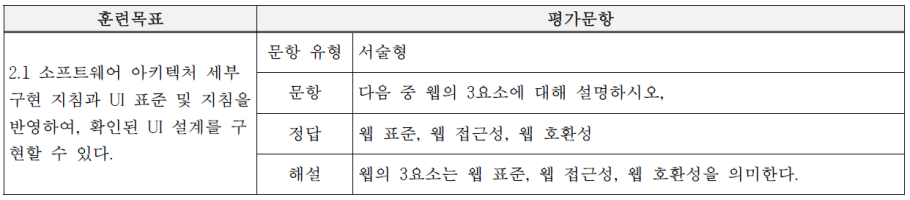 훈련목표
평가문항
2.1 소프트웨어 아키텍처 세부
구현 지침과 UI 표준 및 지침을
반영하여, 확인된 UI 설계를 구
현할 수 있다.
문항 유형 서술형
문항 다음 중 웹의 3요소에 대해 설명하시오,
정답 웹 표준, 웹 접근성, 웹 호환성
해설 웹의 3요소는 웹 표준, 웹 접근성, 웹 호환성을 의미한다.